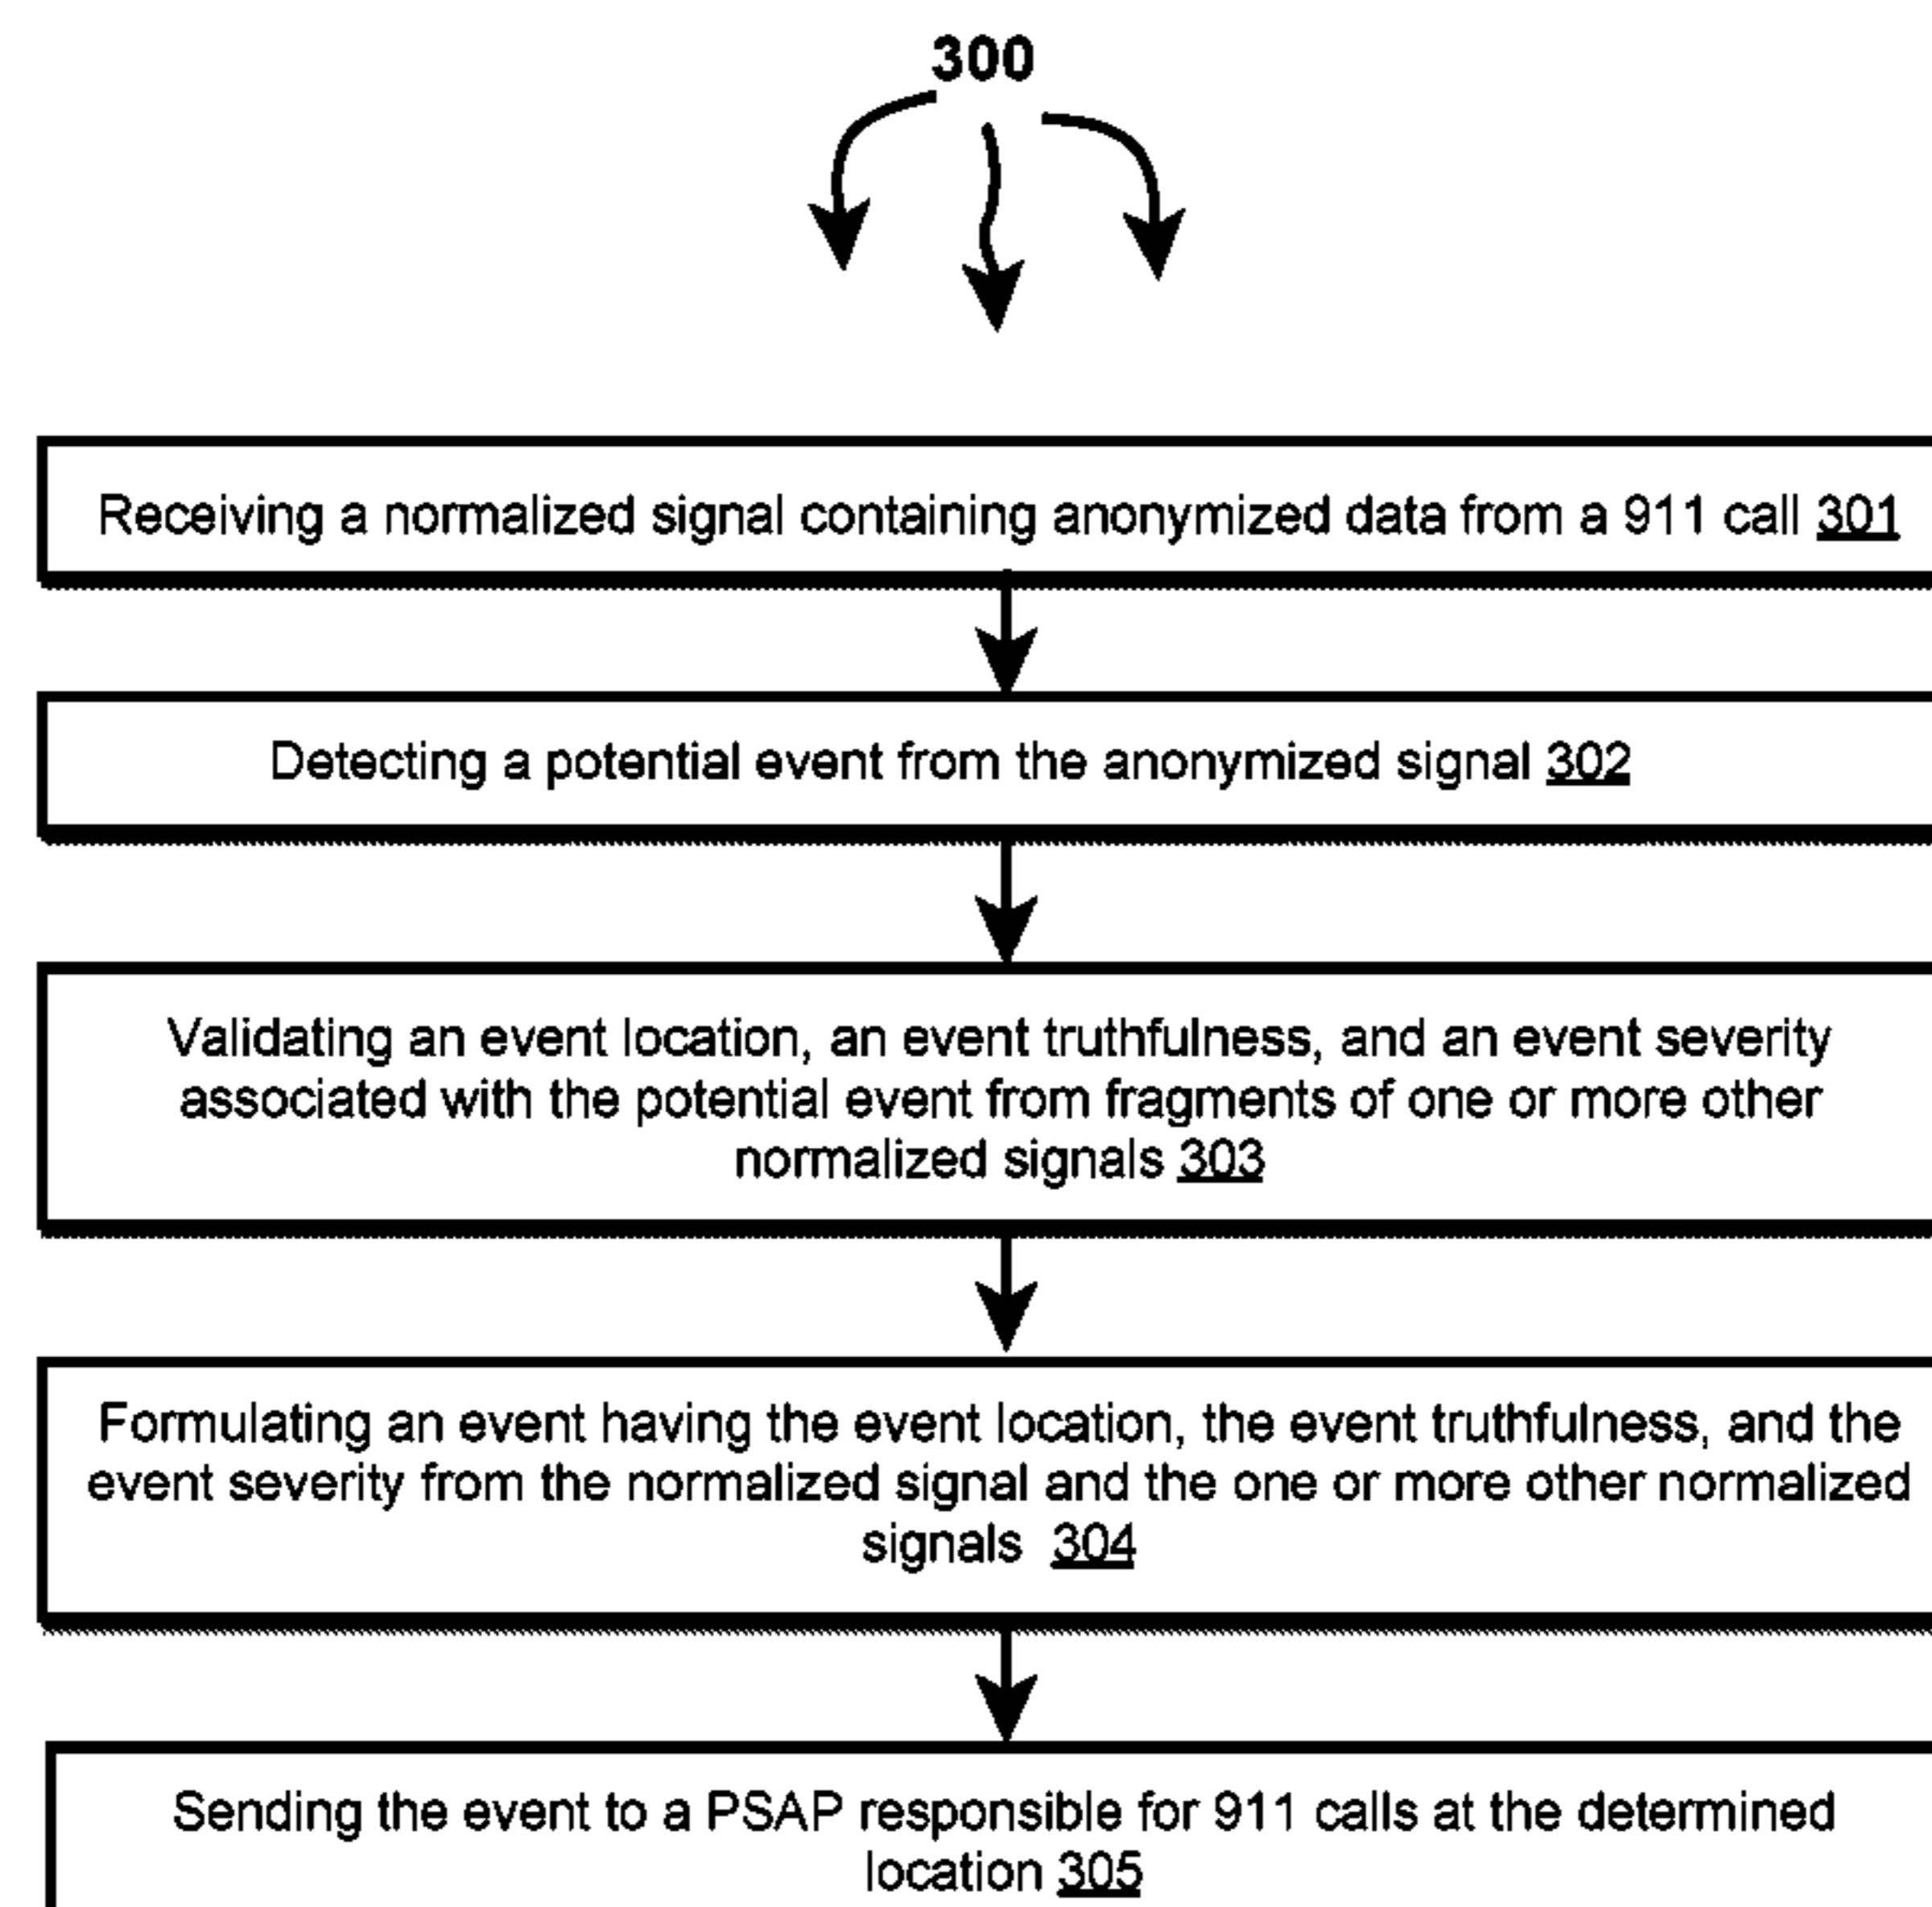 300
Receiving a normalized signal containing anonymized data from a 911 call 301
Detecting a potential event from the anonymized signal 302
Validating an event location, an event truthfulness, and an event severity
associated with the potential event from fragments of one or more other
normalized signals 303
Formulating an event having the event location, the event truthfulness, and the
event severity from the normalized signal and the one or more other normalized
signals 304
Sending the event to a PSAP responsible for 911 calls at the determined
location 305